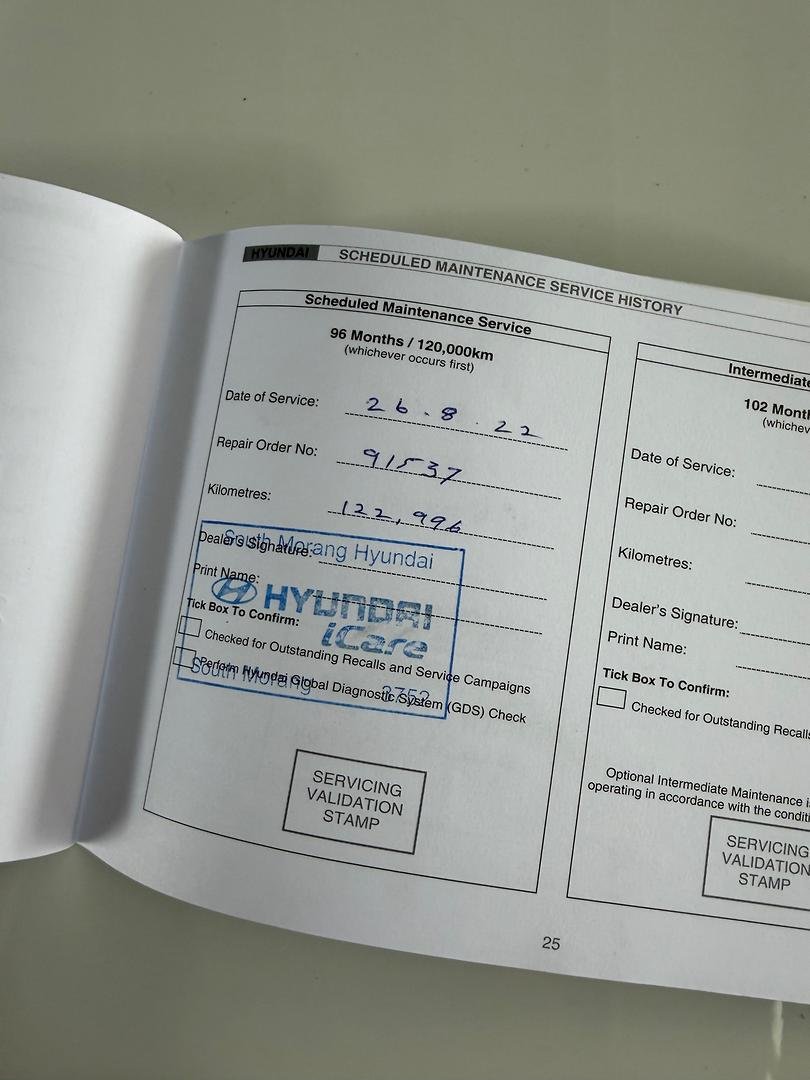 HYUNDAI SCHEDULED MAINTENANCE SERVICE HISTORY
Scheduled Maintenance Service
96 Months / 120,000km
(whichever occurs first)
Date of Service: 26.8.22
Repair Order No: 91537
Kilometres: 122,996
Dealer's Signature:
Print Name:
Tick Box To Confirm:
Checked for Outstanding Recalls and Service Campaigns
Perform Hyundai Global Diagnostic System (GDS) Check
South Morang Hyundai
HYUNDAI
iCare
South Morang 3752
SERVICING
VALIDATION
STAMP
Intermediate
102 Month
(whichev
Date of Service:
Repair Order No:
Kilometres:
Dealer's Signature:
Print Name:
Tick Box To Confirm:
Checked for Outstanding Recalls
Optional Intermediate Maintenance i
operating in accordance with the conditi
SERVICING
VALIDATION
STAMP
25